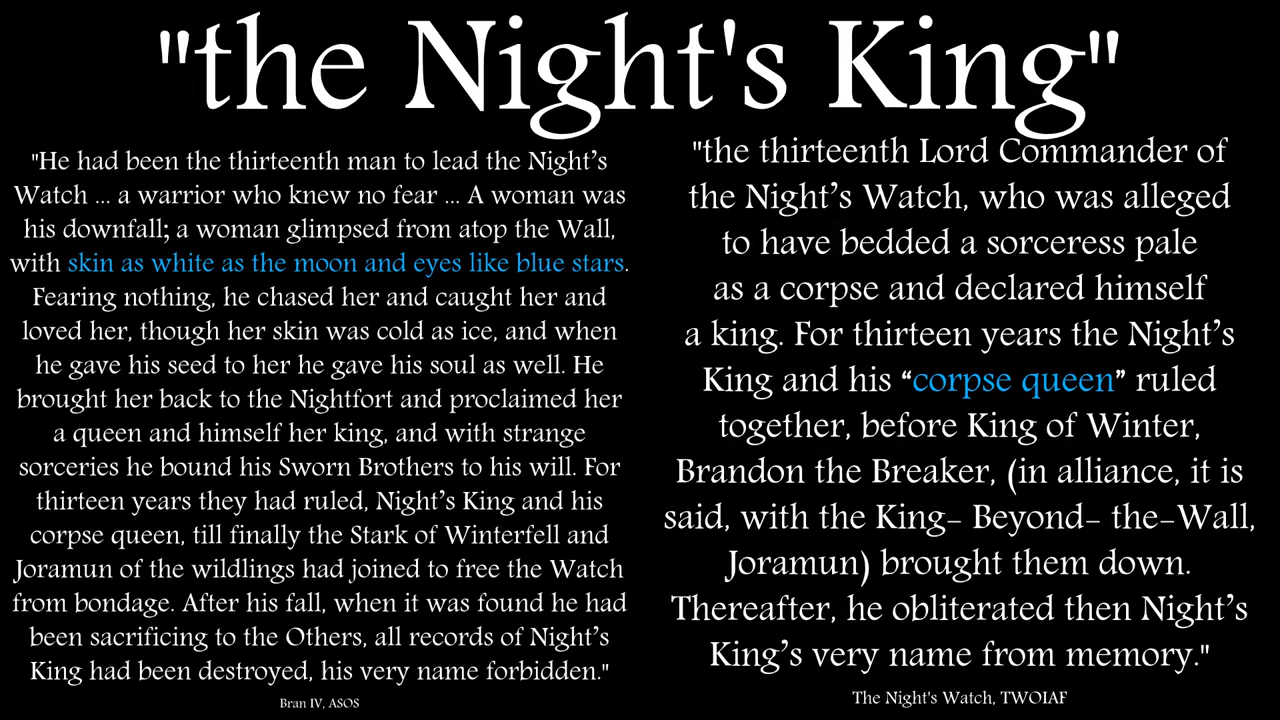 "the Night's King"
"He had been the thirteenth man to lead the Night's
Watch ... a warrior who knew no fear ... A woman was
his downfall; a woman glimpsed from atop the Wall,
with skin as white as the moon and eyes like blue stars.
Fearing nothing, he chased her and caught her and
loved her, though her skin was cold as ice, and when
he gave his seed to her he gave his soul as well. He
brought her back to the Nightfort and proclaimed her
a queen and himself her king, and with strange
sorceries he bound his Sworn Brothers to his will. For
thirteen years they had ruled, Night's King and his
corpse queen, till finally the Stark of Winterfell and
Joramun of the wildlings had joined to free the Watch
from bondage. After his fall, when it was found he had
been sacrificing to the Others, all records of Night's
King had been destroyed, his very name forbidden."
Bran IV, ASOS
"the thirteenth Lord Commander of
the Night's Watch, who was alleged
to have bedded a sorceress pale
as a corpse and declared himself
a king. For thirteen years the Night's
King and his “corpse queen” ruled
together, before King of Winter,
Brandon the Breaker, (in alliance, it is
said, with the King- Beyond- the-Wall,
Joramun) brought them down.
Thereafter, he obliterated then Night's
King's very name from memory."
The Night's Watch, TWOIAF